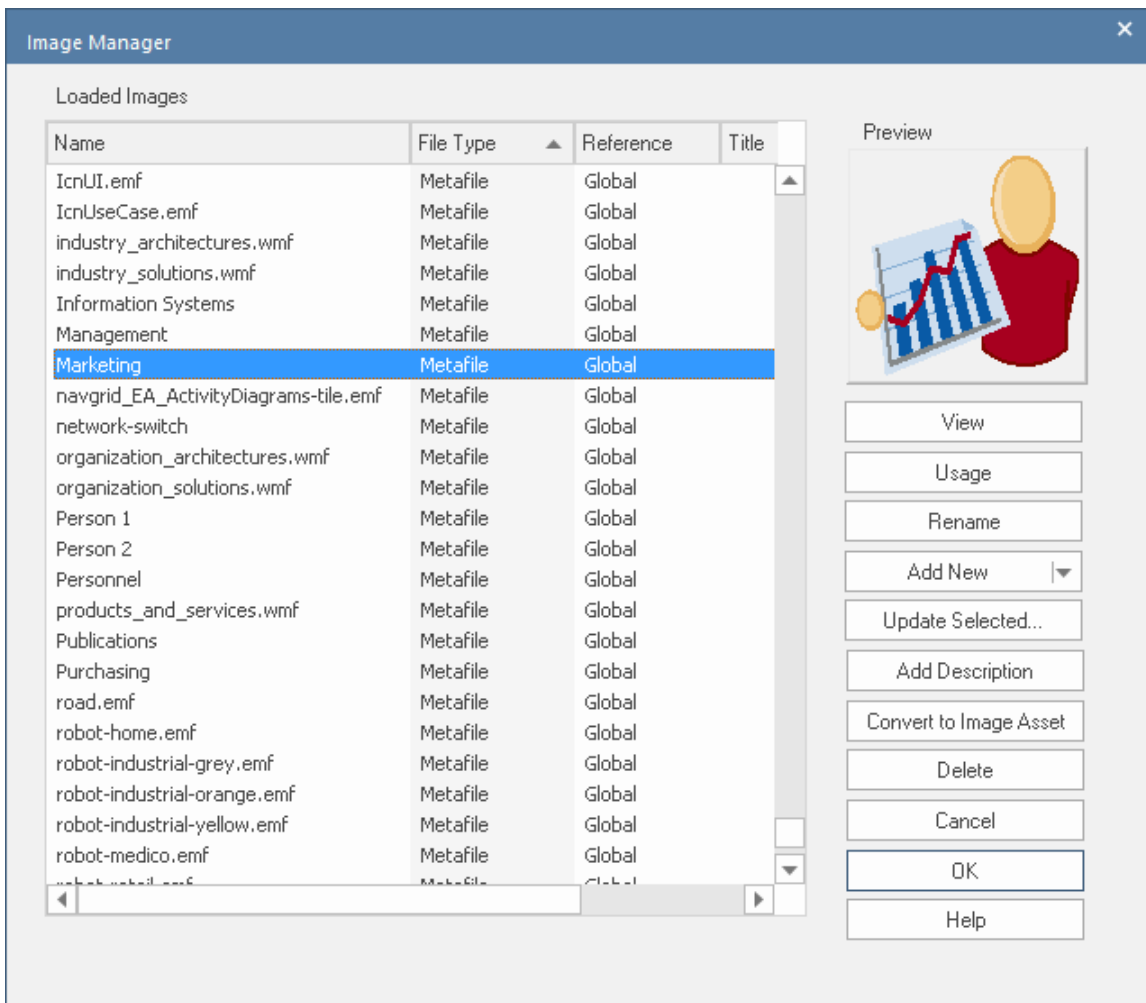 Image Manager
Loaded Images
Name File Type Reference Title
IcnUI.emf Metafile Global
IcnUseCase.emf Metafile Global
industry_architectures.wmf Metafile Global
industry_solutions.wmf Metafile Global
Information Systems Metafile Global
Management Metafile Global
Marketing Metafile Global
navgrid_EA_ActivityDiagrams-tile.emf Metafile Global
network-switch Metafile Global
organization_architectures.wmf Metafile Global
organization_solutions.wmf Metafile Global
Person 1 Metafile Global
Person 2 Metafile Global
Personnel Metafile Global
products_and_services.wmf Metafile Global
Publications Metafile Global
Purchasing Metafile Global
road.emf Metafile Global
robot-home.emf Metafile Global
robot-industrial-grey.emf Metafile Global
robot-industrial-orange.emf Metafile Global
robot-industrial-yellow.emf Metafile Global
robot-medico.emf Metafile Global
Preview
View
Usage
Rename
Add New
Update Selected...
Add Description
Convert to Image Asset
Delete
Cancel
OK
Help